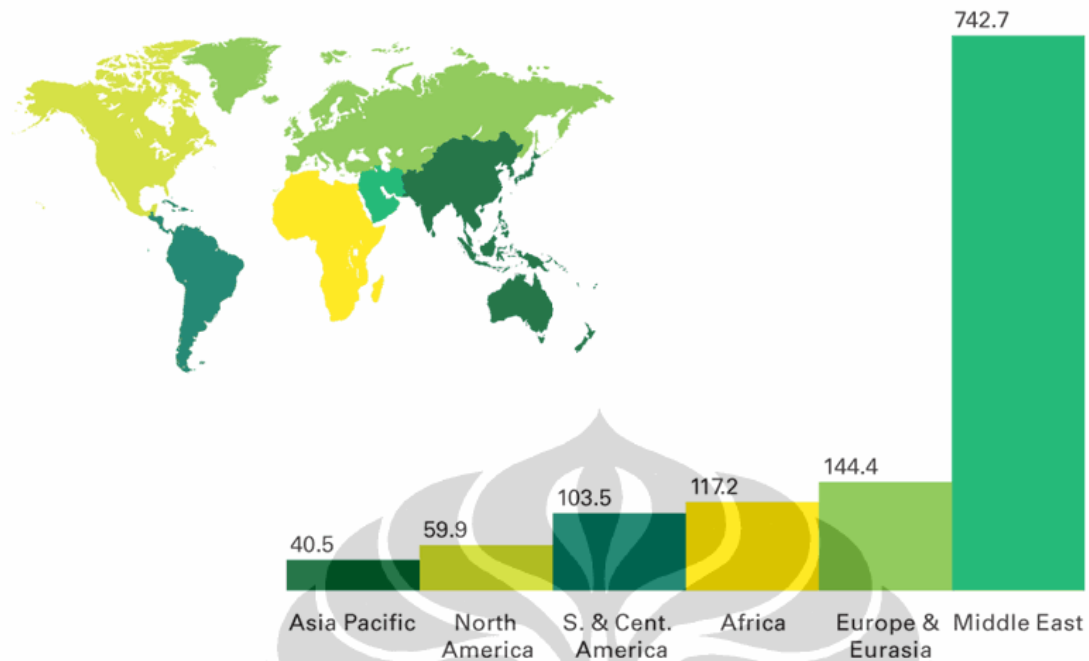 742.7
144.4
117.2
103.5
59.9
40.5
Asia Pacific
North
America
S. & Cent.
America
Africa
Europe &
Eurasia
Middle East